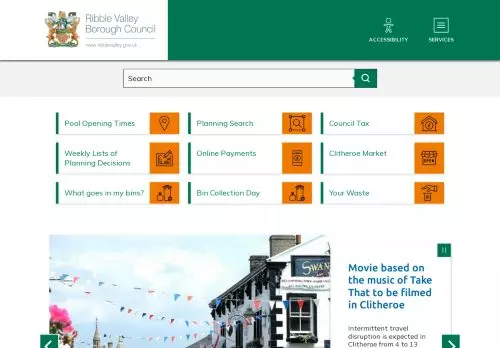 Ribble Valley
Borough Council
www.ribblevalley.gov.uk
ACCESSIBILITY
SERVICES
Search
Pool Opening Times
Planning Search
Council Tax
Weekly Lists of
Planning Decisions
Online Payments
Clitheroe Market
OPEN
What goes in my bins?
Bin Collection Day
Your Waste
SWAN
Movie based on
the music of Take
That to be filmed
in Clitheroe
Intermittent travel
disruption is expected in
Clitheroe from 4 to 13